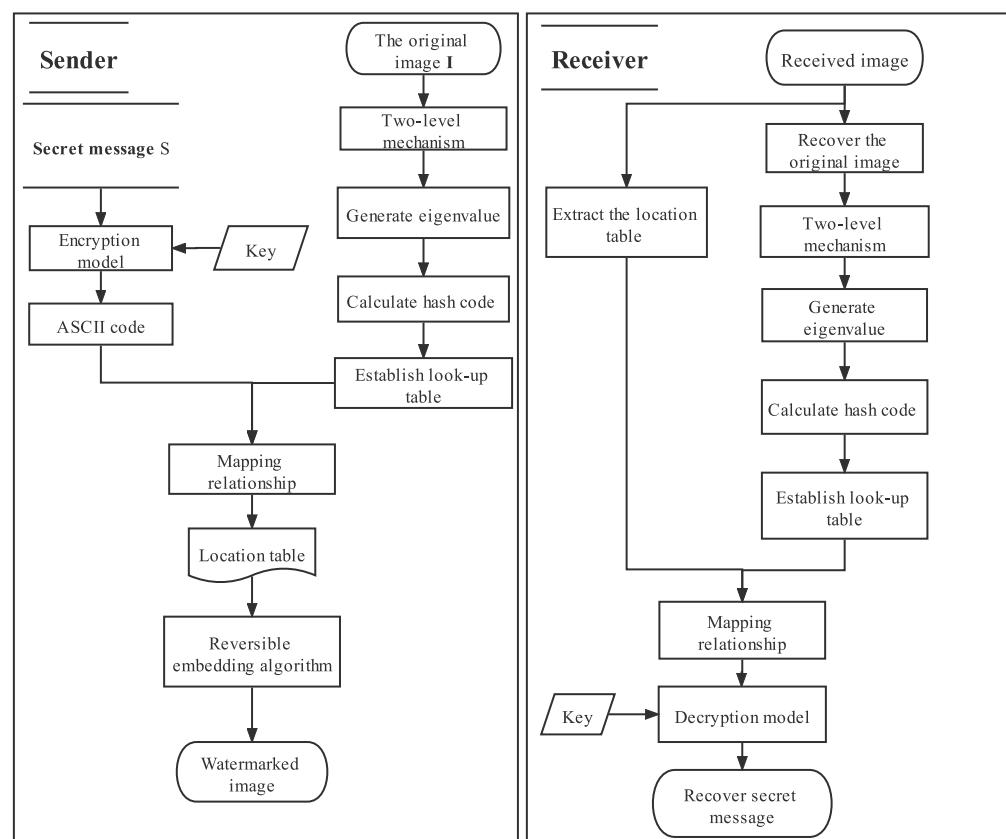 Sender
The original
image I
Two-level
mechanism
Secret message S
Generate eigenvalue
Encryption
model
Key
Calculate hash code
ASCII code
Establish look-up
table
Mapping
relationship
Location table
Reversible
embedding algorithm
Watermarked
image
Receiver
Received image
Recover the
original image
Extract the location
table
Two-level
mechanism
Generate
eigenvalue
Calculate hash code
Establish look-up
table
Mapping
relationship
Key
Decryption model
Recover secret
message